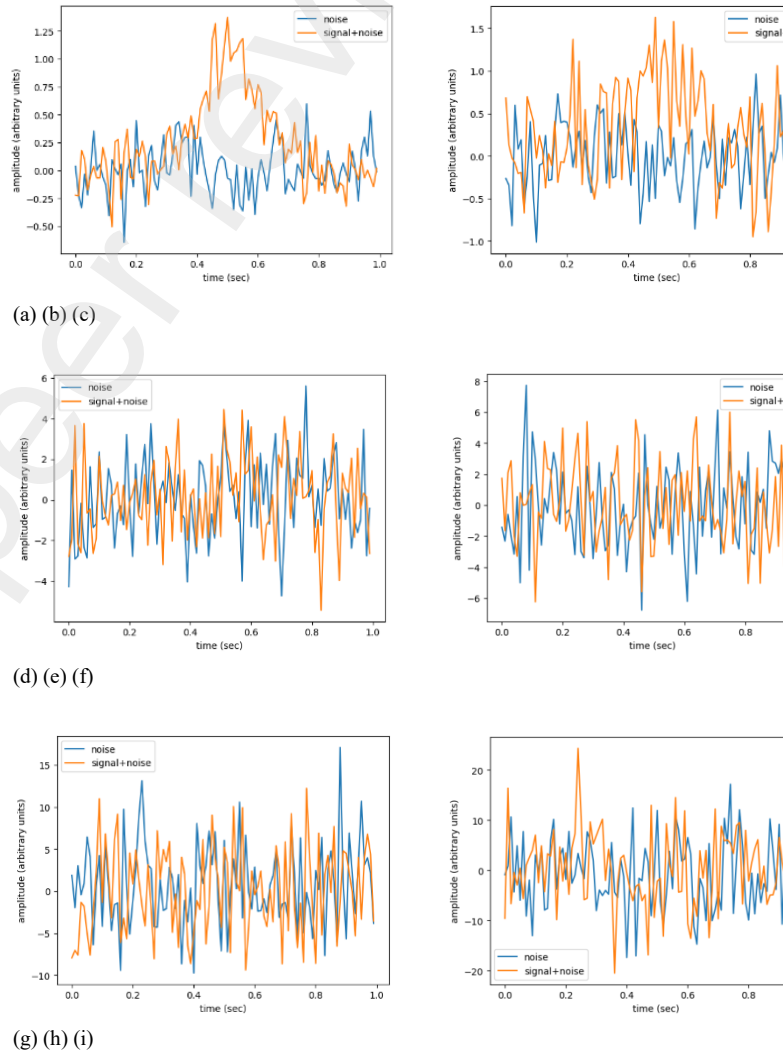 noise
signal+noise
1.25
1.00
0.75
0.50
0.25
0.00
−0.25
−0.50
amplitude (arbitrary units)
0.0 0.2 0.4 0.6 0.8 1.0
time (sec)
noise
signal
1.5
1.0
0.5
0.0
−0.5
−1.0
amplitude (arbitrary units)
0.0 0.2 0.4 0.6 0.8
time (sec)
(a) (b) (c)
noise
signal+noise
6
4
2
0
−2
−4
amplitude (arbitrary units)
0.0 0.2 0.4 0.6 0.8 1.0
time (sec)
noise
signal+
8
6
4
2
0
−2
−4
−6
amplitude (arbitrary units)
0.0 0.2 0.4 0.6 0.8
time (sec)
(d) (e) (f)
noise
signal+noise
15
10
5
0
−5
−10
amplitude (arbitrary units)
0.0 0.2 0.4 0.6 0.8 1.0
time (sec)
noise
signal+noise
20
10
0
−10
−20
amplitude (arbitrary units)
0.0 0.2 0.4 0.6 0.8
time (sec)
(g) (h) (i)
peer revi